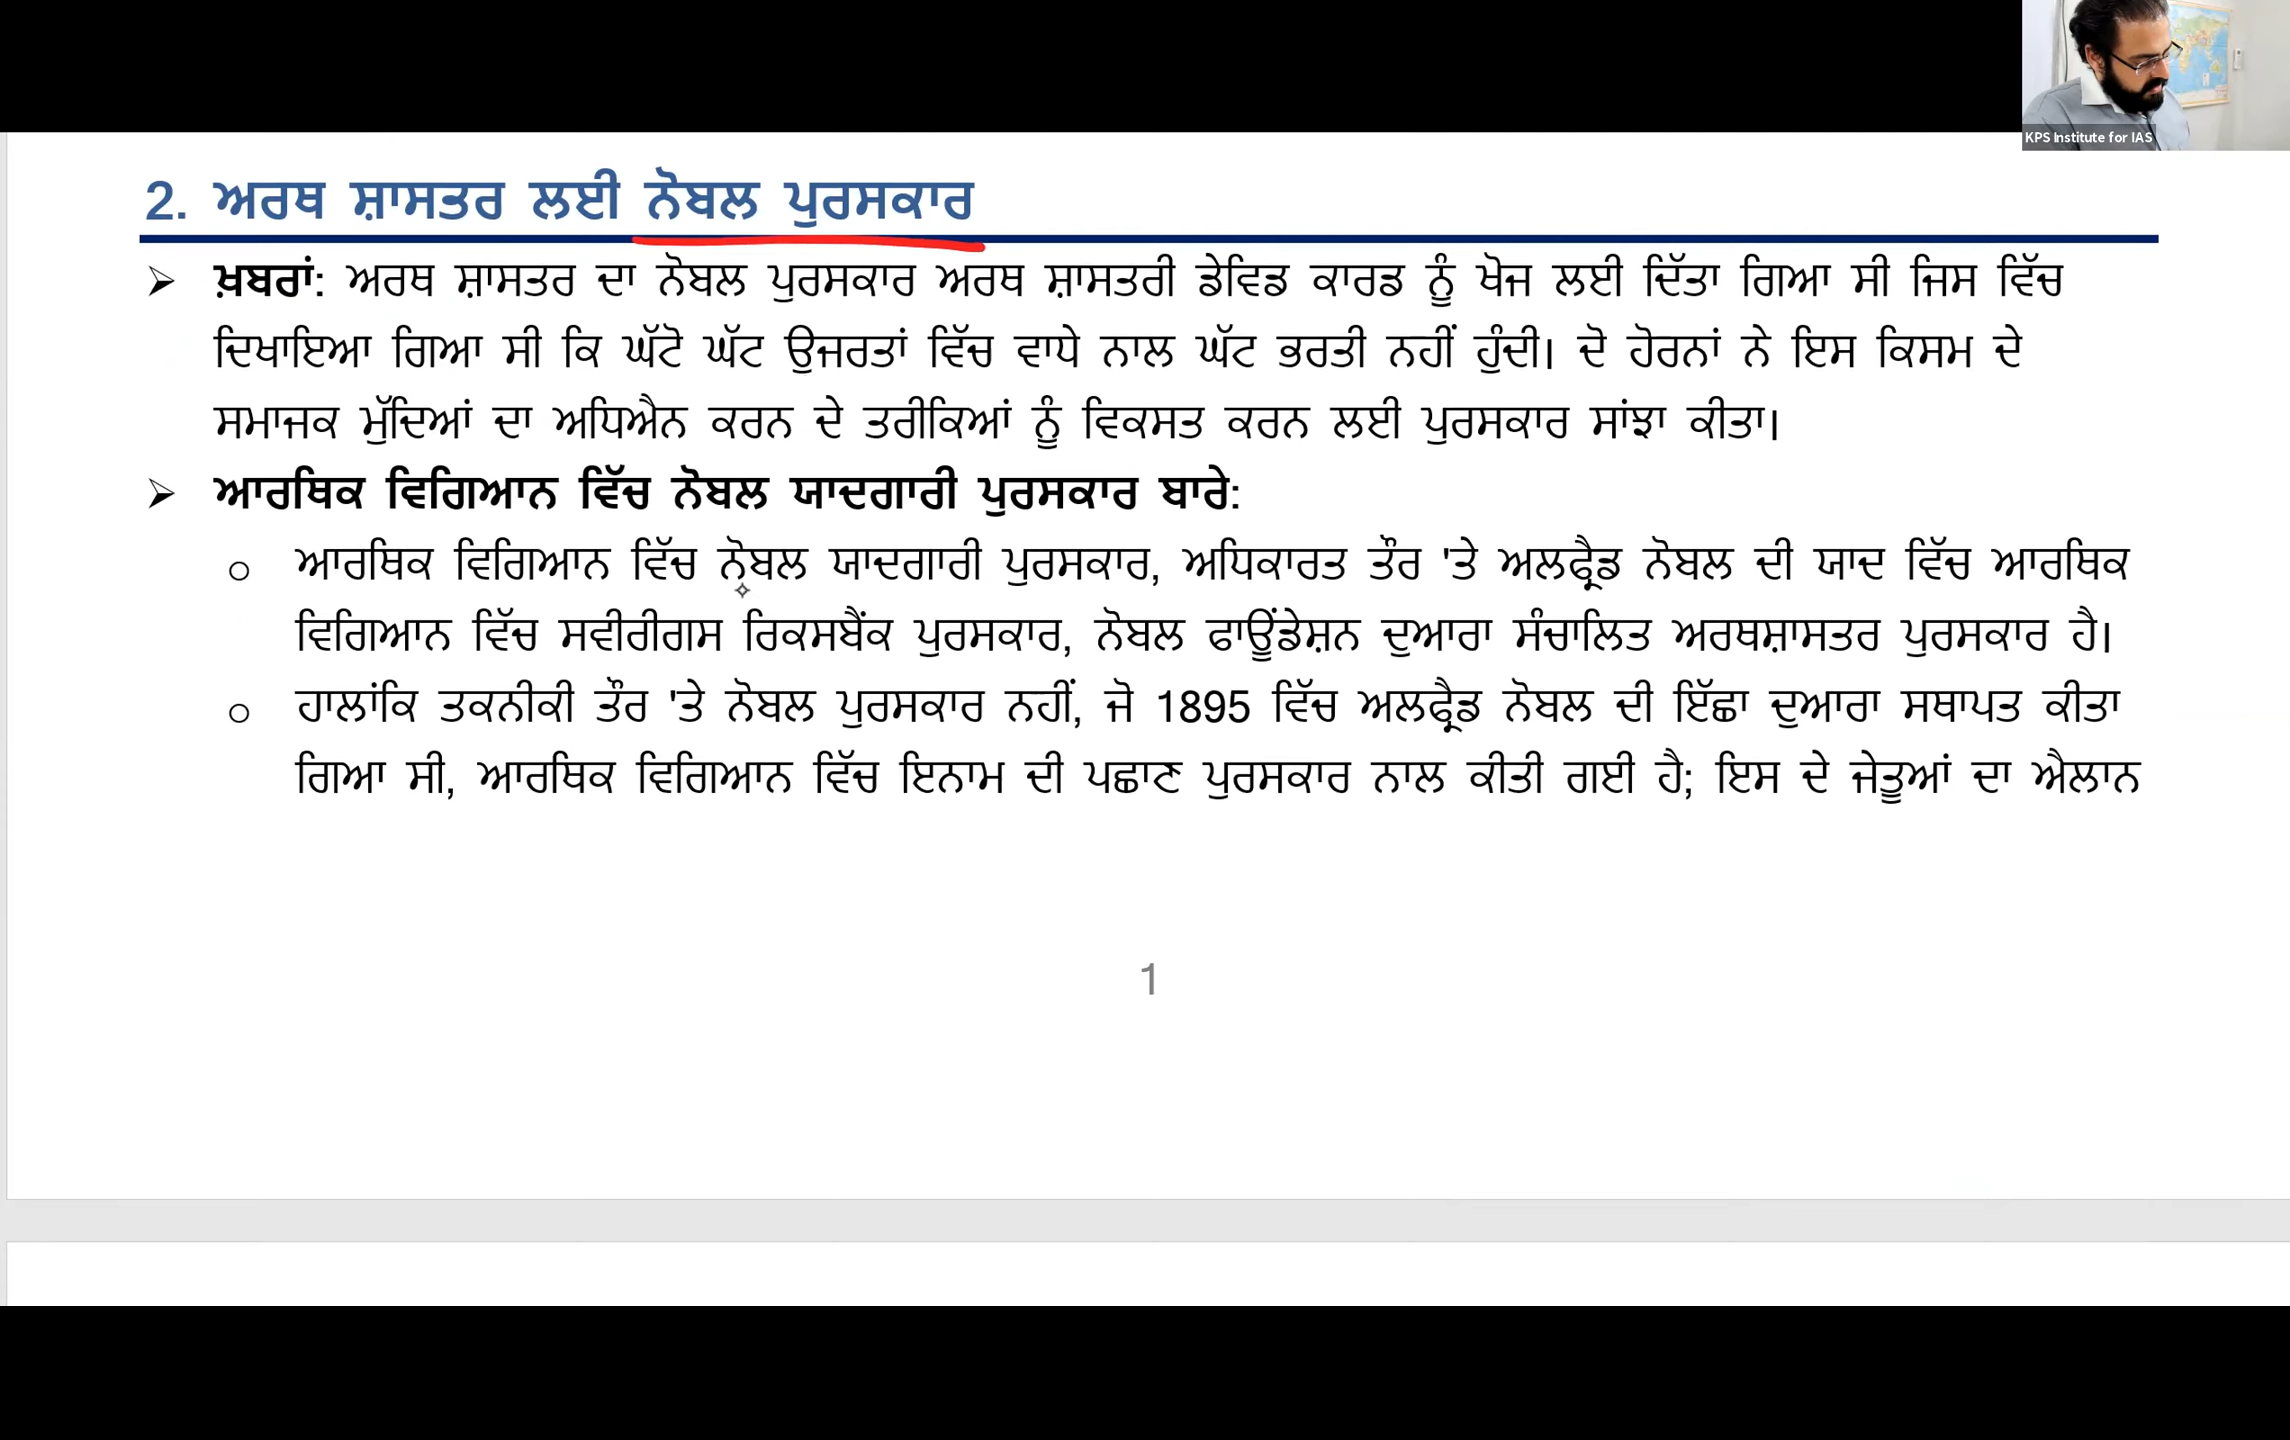 KPS Institute for IAS
2. ਅਰਥ ਸ਼ਾਸਤਰ ਲਈ ਨੋਬਲ ਪੁਰਸਕਾਰ
➢ ਖ਼ਬਰਾਂ: ਅਰਥ ਸ਼ਾਸਤਰ ਦਾ ਨੋਬਲ ਪੁਰਸਕਾਰ ਅਰਥ ਸ਼ਾਸਤਰੀ ਡੇਵਿਡ ਕਾਰਡ ਨੂੰ ਖੋਜ ਲਈ ਦਿੱਤਾ ਗਿਆ ਸੀ ਜਿਸ ਵਿੱਚ
ਦਿਖਾਇਆ ਗਿਆ ਸੀ ਕਿ ਘੱਟੋ ਘੱਟ ਉਜਰਤਾਂ ਵਿੱਚ ਵਾਧੇ ਨਾਲ ਘੱਟ ਭਰਤੀ ਨਹੀਂ ਹੁੰਦੀ। ਦੋ ਹੋਰਨਾਂ ਨੇ ਇਸ ਕਿਸਮ ਦੇ
ਸਮਾਜਕ ਮੁੱਦਿਆਂ ਦਾ ਅਧਿਐਨ ਕਰਨ ਦੇ ਤਰੀਕਿਆਂ ਨੂੰ ਵਿਕਸਤ ਕਰਨ ਲਈ ਪੁਰਸਕਾਰ ਸਾਂਝਾ ਕੀਤਾ।
➢ ਆਰਥਿਕ ਵਿਗਿਆਨ ਵਿੱਚ ਨੋਬਲ ਯਾਦਗਾਰੀ ਪੁਰਸਕਾਰ ਬਾਰੇ:
○ ਆਰਥਿਕ ਵਿਗਿਆਨ ਵਿੱਚ ਨੋਬਲ ਯਾਦਗਾਰੀ ਪੁਰਸਕਾਰ, ਅਧਿਕਾਰਤ ਤੌਰ 'ਤੇ ਅਲਫ੍ਰੈਡ ਨੋਬਲ ਦੀ ਯਾਦ ਵਿੱਚ ਆਰਥਿਕ
ਵਿਗਿਆਨ ਵਿੱਚ ਸਵੀਰੀਗਸ ਰਿਕਸਬੈਂਕ ਪੁਰਸਕਾਰ, ਨੋਬਲ ਫਾਊਂਡੇਸ਼ਨ ਦੁਆਰਾ ਸੰਚਾਲਿਤ ਅਰਥਸ਼ਾਸਤਰ ਪੁਰਸਕਾਰ ਹੈ।
○ ਹਾਲਾਂਕਿ ਤਕਨੀਕੀ ਤੌਰ 'ਤੇ ਨੋਬਲ ਪੁਰਸਕਾਰ ਨਹੀਂ, ਜੋ 1895 ਵਿੱਚ ਅਲਫ੍ਰੈਡ ਨੋਬਲ ਦੀ ਇੱਛਾ ਦੁਆਰਾ ਸਥਾਪਤ ਕੀਤਾ
ਗਿਆ ਸੀ, ਆਰਥਿਕ ਵਿਗਿਆਨ ਵਿੱਚ ਇਨਾਮ ਦੀ ਪਛਾਣ ਪੁਰਸਕਾਰ ਨਾਲ ਕੀਤੀ ਗਈ ਹੈ; ਇਸ ਦੇ ਜੇਤੂਆਂ ਦਾ ਐਲਾਨ
1